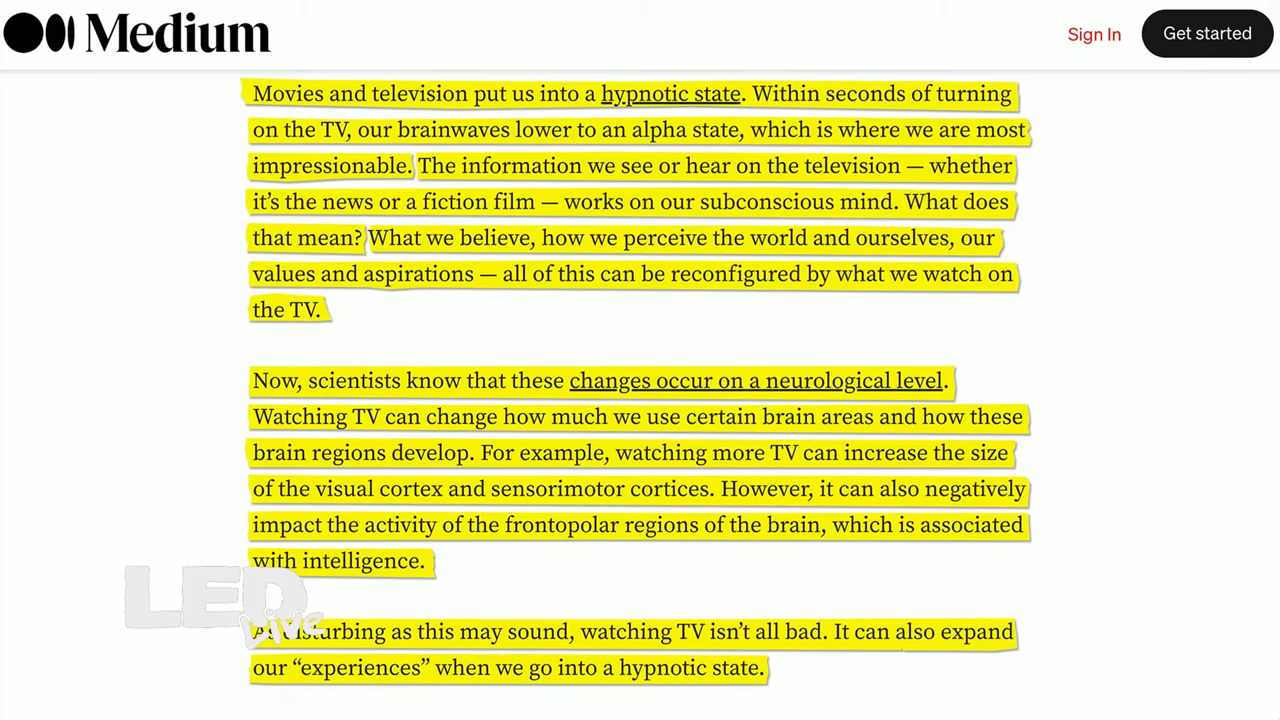 Medium
Sign In
Get started
Movies and television put us into a hypnotic state. Within seconds of turning
on the TV, our brainwaves lower to an alpha state, which is where we are most
impressionable. The information we see or hear on the television — whether
it’s the news or a fiction film — works on our subconscious mind. What does
that mean? What we believe, how we perceive the world and ourselves, our
values and aspirations — all of this can be reconfigured by what we watch on
the TV.
Now, scientists know that these changes occur on a neurological level.
Watching TV can change how much we use certain brain areas and how these
brain regions develop. For example, watching more TV can increase the size
of the visual cortex and sensorimotor cortices. However, it can also negatively
impact the activity of the frontopolar regions of the brain, which is associated
with intelligence.
LED
Live
As disturbing as this may sound, watching TV isn’t all bad. It can also expand
our “experiences” when we go into a hypnotic state.